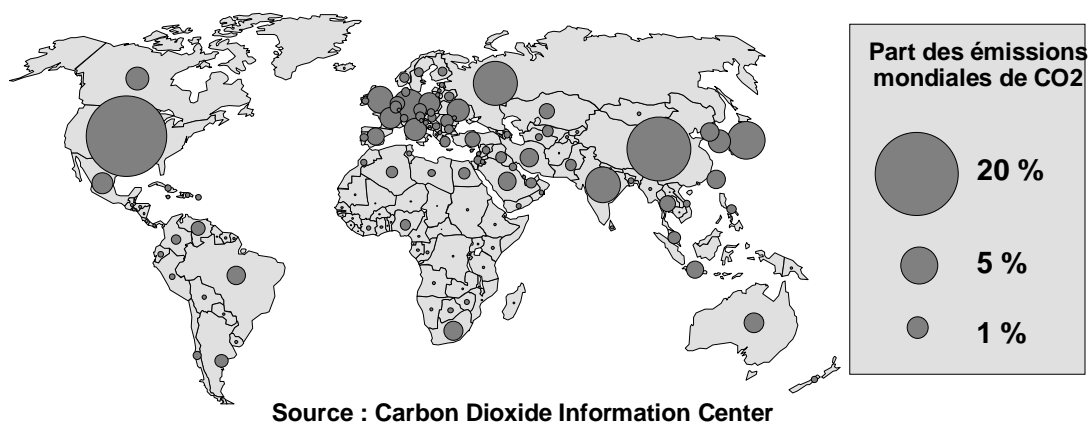 Part des émissions
mondiales de CO2
20 %
5 %
1 %
Source : Carbon Dioxide Information Center